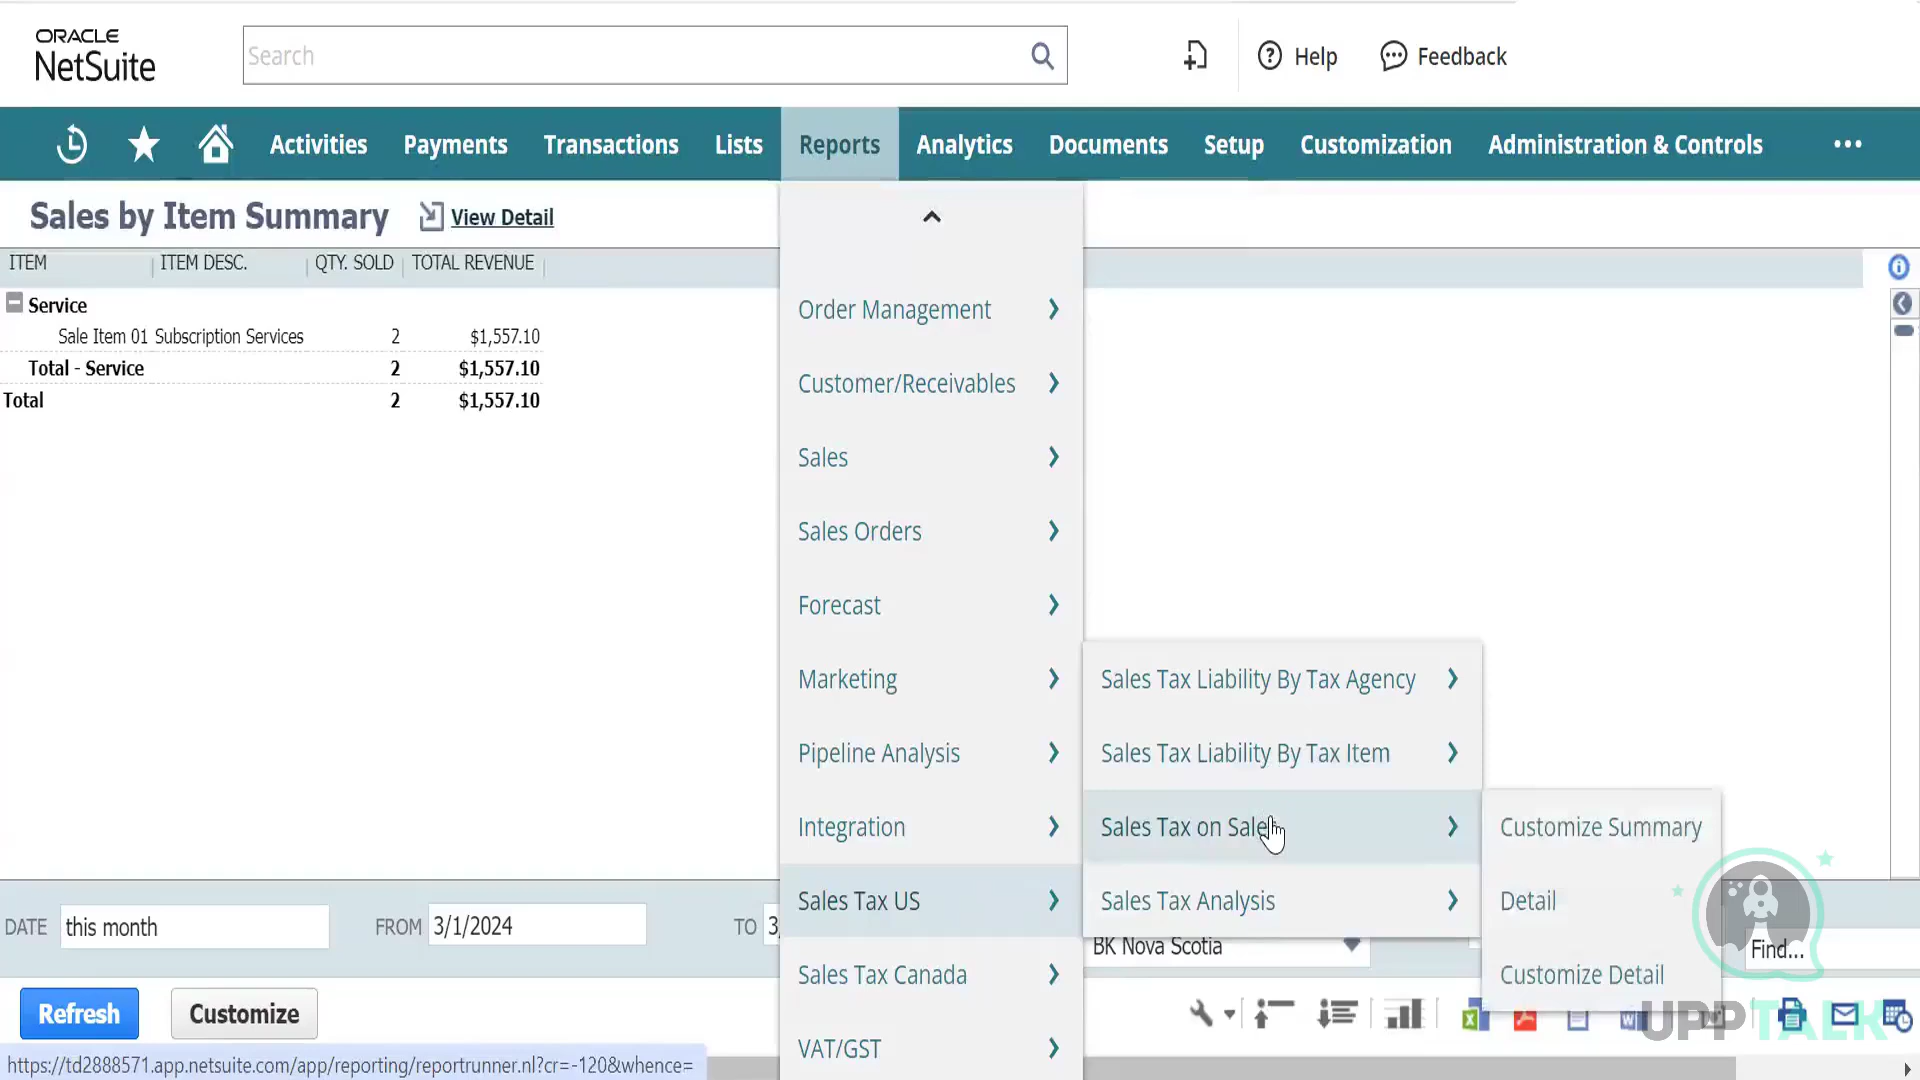 ORACLE
NetSuite
Search
Help
Feedback
Activities
Payments
Transactions
Lists
Reports
Analytics
Documents
Setup
Customization
Administration & Controls
Sales by Item Summary
View Detail
ITEM
ITEM DESC.
QTY. SOLD
TOTAL REVENUE
Service
Sale Item 01 Subscription Services 2 $1,557.10
Total - Service 2 $1,557.10
Total 2 $1,557.10
Order Management
Customer/Receivables
Sales
Sales Orders
Forecast
Marketing
Pipeline Analysis
Integration
Sales Tax US
Sales Tax Canada
VAT/GST
Sales Tax Liability By Tax Agency
Sales Tax Liability By Tax Item
Sales Tax on Sale
Sales Tax Analysis
Customize Summary
Detail
Customize Detail
DATE
this month
FROM
3/1/2024
TO
3/
BK Nova Scotia
Find...
Refresh
Customize
UPPTALK
https://td2888571.app.netsuite.com/app/reporting/reportrunner.nl?cr=-120&whence=